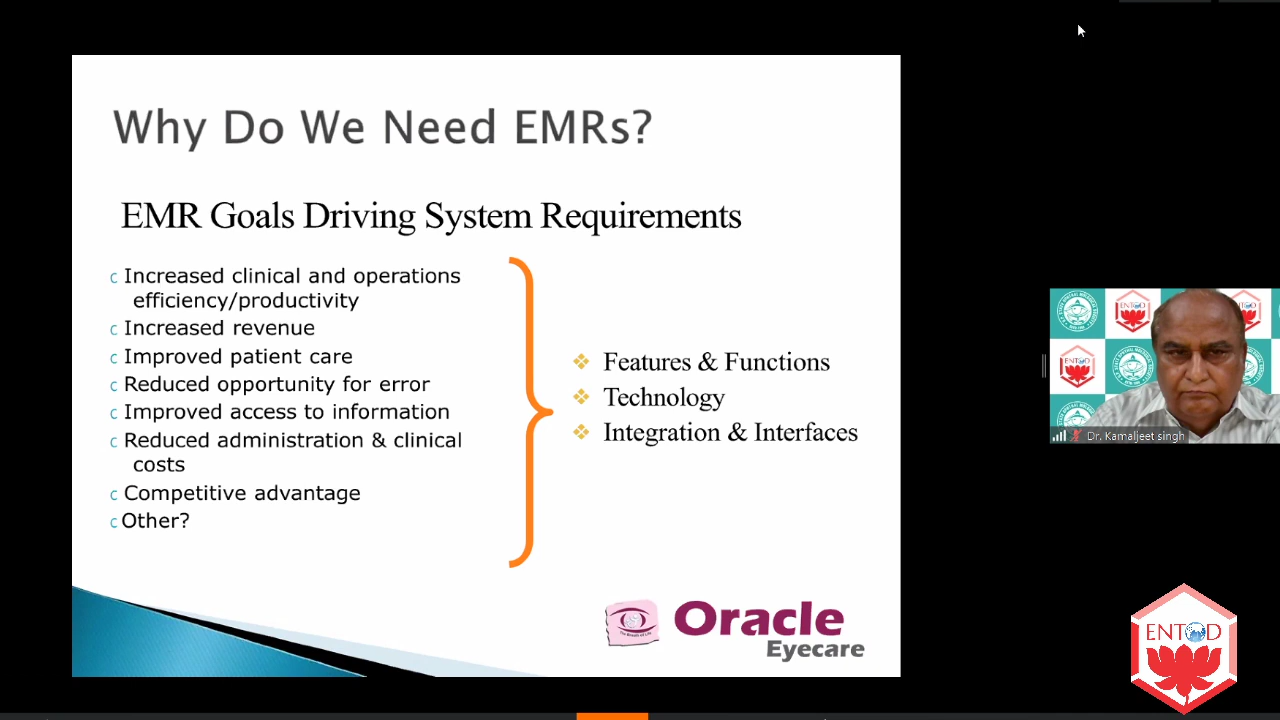 Why Do We Need EMRs?
EMR Goals Driving System Requirements
c Increased clinical and operations
efficiency/productivity
c Increased revenue
c Improved patient care
c Reduced opportunity for error
c Improved access to information
c Reduced administration & clinical
costs
c Competitive advantage
c Other?
Features & Functions
Technology
Integration & Interfaces
Oracle
Eyecare
ENTOD
ENTOD
Dr. Kamaljeet singh
ENTOD